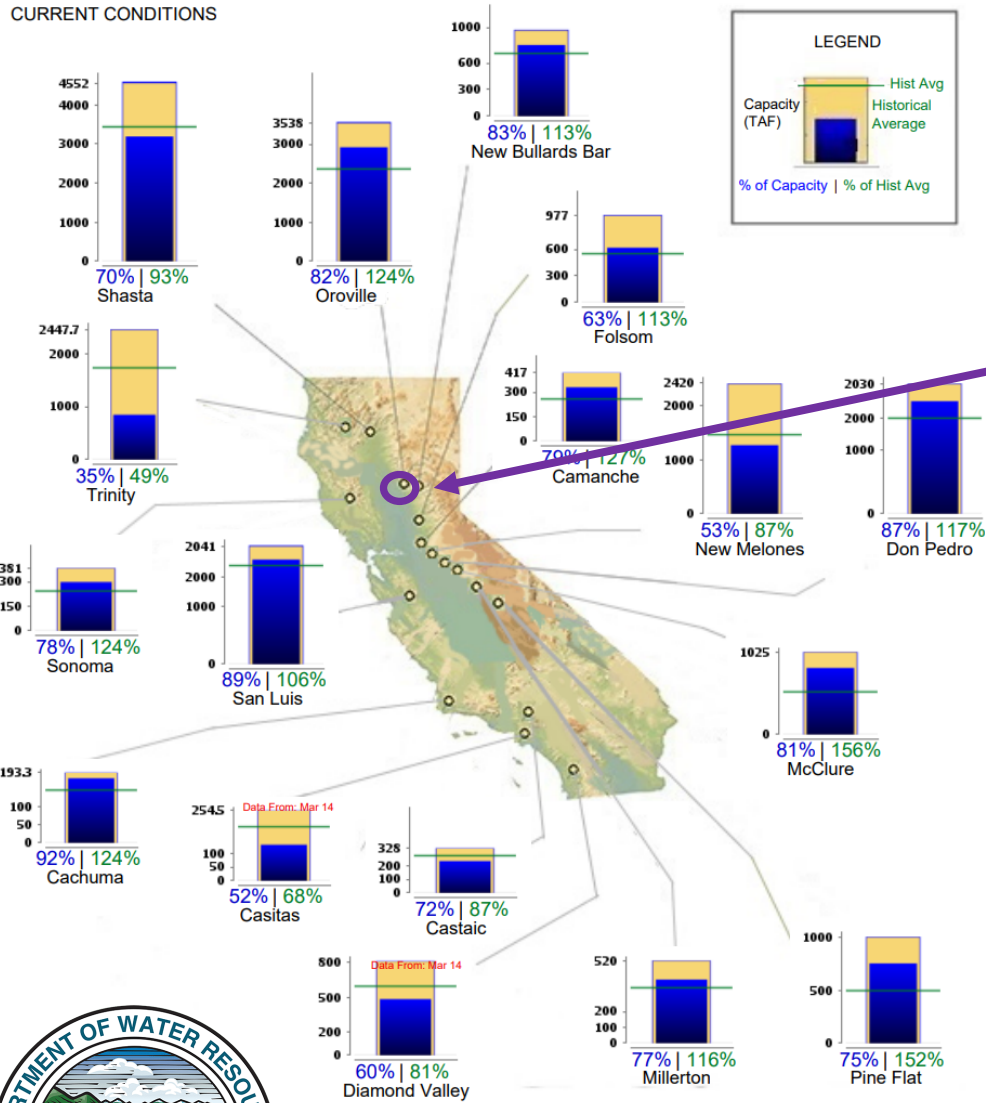 CURRENT CONDITIONS
1000
600
300
0
83% | 113%
New Bullards Bar
LEGEND
Hist Avg
Capacity
(TAF)
Historical
Average
% of Capacity | % of Hist Avg
4552
4000
3000
2000
1000
0
70% | 93%
Shasta
3538
3000
2000
1000
0
82% | 124%
Oroville
977
600
300
0
63% | 113%
Folsom
2447.7
2000
1000
0
35% | 49%
Trinity
417
300
150
0
79% | 127%
Camanche
2420
2000
1000
0
53% | 87%
New Melones
2030
2000
1000
0
87% | 117%
Don Pedro
381
300
150
0
78% | 124%
Sonoma
2041
2000
1000
0
89% | 106%
San Luis
1025
0
81% | 156%
McClure
193.3
100
50
0
92% | 124%
Cachuma
254.5
Data From: Mar 14
100
50
0
52% | 68%
Casitas
328
200
100
0
72% | 87%
Castaic
800
Data From: Mar 14
500
200
0
60% | 81%
Diamond Valley
520
200
100
0
77% | 116%
Millerton
1000
500
0
75% | 152%
Pine Flat
RTMENT OF WATER RESOU